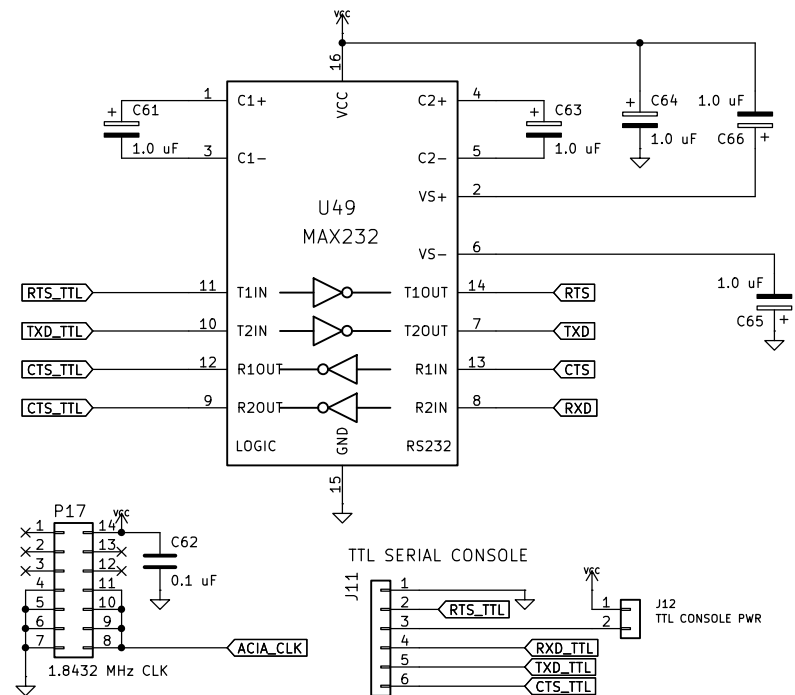 VCC
16
1 C1+ VCC C2+ 4
+ C61
1.0 uF
+ C63
1.0 uF
+ C64
1.0 uF
1.0 uF
C66 +
3 C1- C2- 5
VS+ 2
U49
MAX232
VS- 6
1.0 uF
C65 +
RTS_TTL 11 T1IN T1OUT 14 RTS
TXD_TTL 10 T2IN T2OUT 7 TXD
CTS_TTL 12 R1OUT R1IN 13 CTS
CTS_TTL 9 R2OUT R2IN 8 RXD
LOGIC GND RS232
15
P17
VCC
1 14
2 13
3 12
4 11
5 10
6 9
7 8
C62
0.1 uF
ACIA_CLK
1.8432 MHz CLK
TTL SERIAL CONSOLE
J11
1
2 RTS_TTL
3
4 RXD_TTL
5 TXD_TTL
6 CTS_TTL
VCC
1
2
J12
TTL CONSOLE PWR